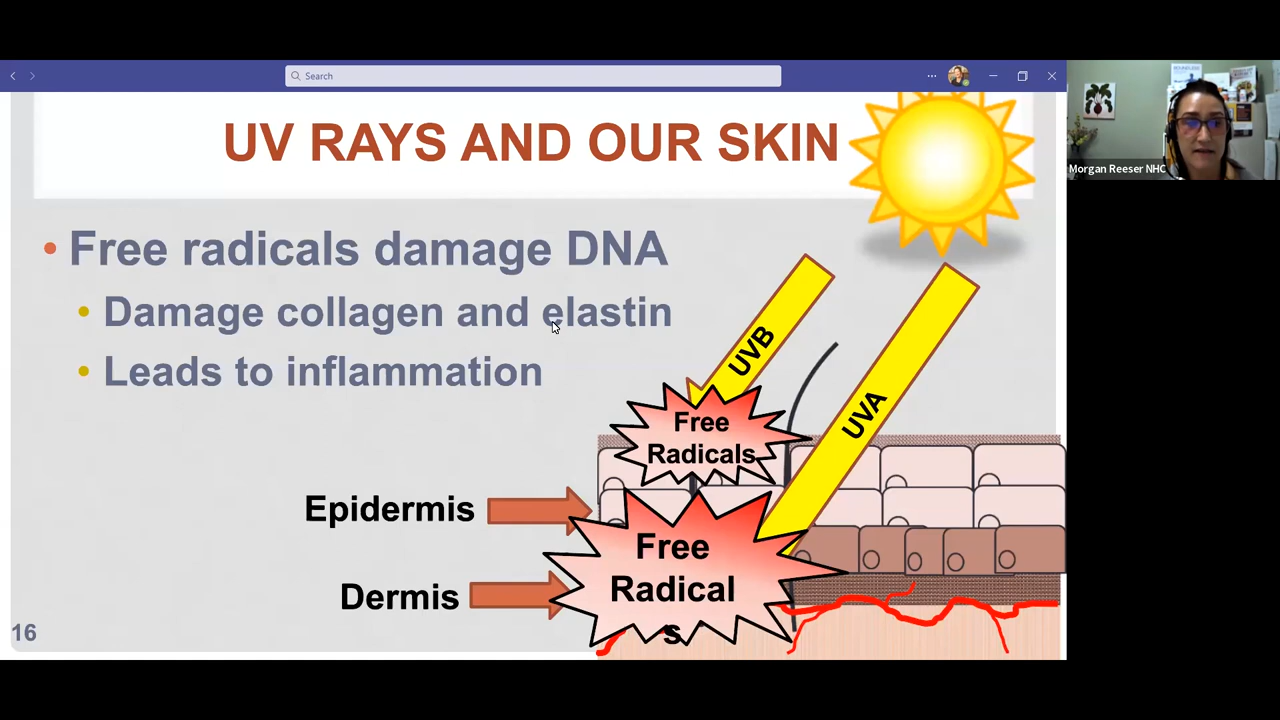 Search
UV RAYS AND OUR SKIN
Morgan Reeser NHC
• Free radicals damage DNA
• Damage collagen and elastin
• Leads to inflammation
UVB
UVA
Free
Radicals
Epidermis
Free
Radical
s
Dermis
16